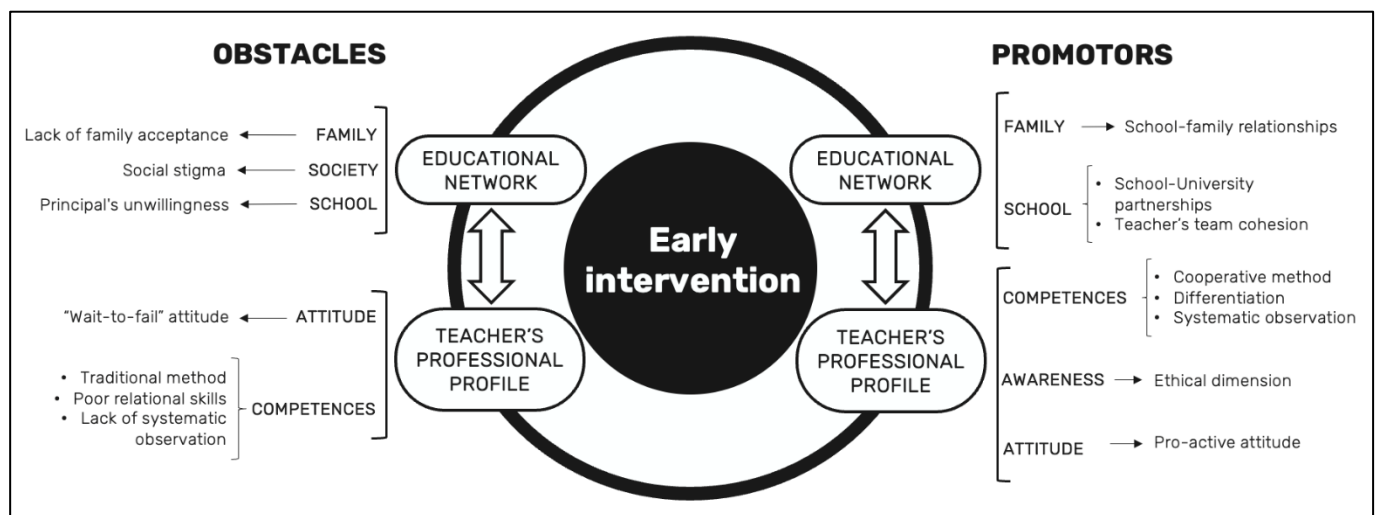 OBSTACLES
Lack of family acceptance
FAMILY
Social stigma
SOCIETY
Principal's unwillingness
SCHOOL
EDUCATIONAL
NETWORK
"Wait-to-fail" attitude
ATTITUDE
• Traditional method
• Poor relational skills
• Lack of systematic
observation
COMPETENCES
TEACHER'S
PROFESSIONAL
PROFILE
Early
intervention
PROMOTORS
EDUCATIONAL
NETWORK
FAMILY
School-family relationships
SCHOOL
• School-University
partnerships
• Teacher's team cohesion
TEACHER'S
PROFESSIONAL
PROFILE
COMPETENCES
• Cooperative method
• Differentiation
• Systematic observation
AWARENESS
Ethical dimension
ATTITUDE
Pro-active attitude